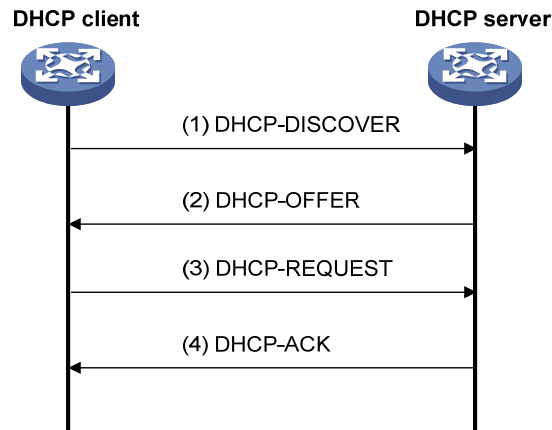 DHCP client
DHCP server
(1) DHCP-DISCOVER
(2) DHCP-OFFER
(3) DHCP-REQUEST
(4) DHCP-ACK